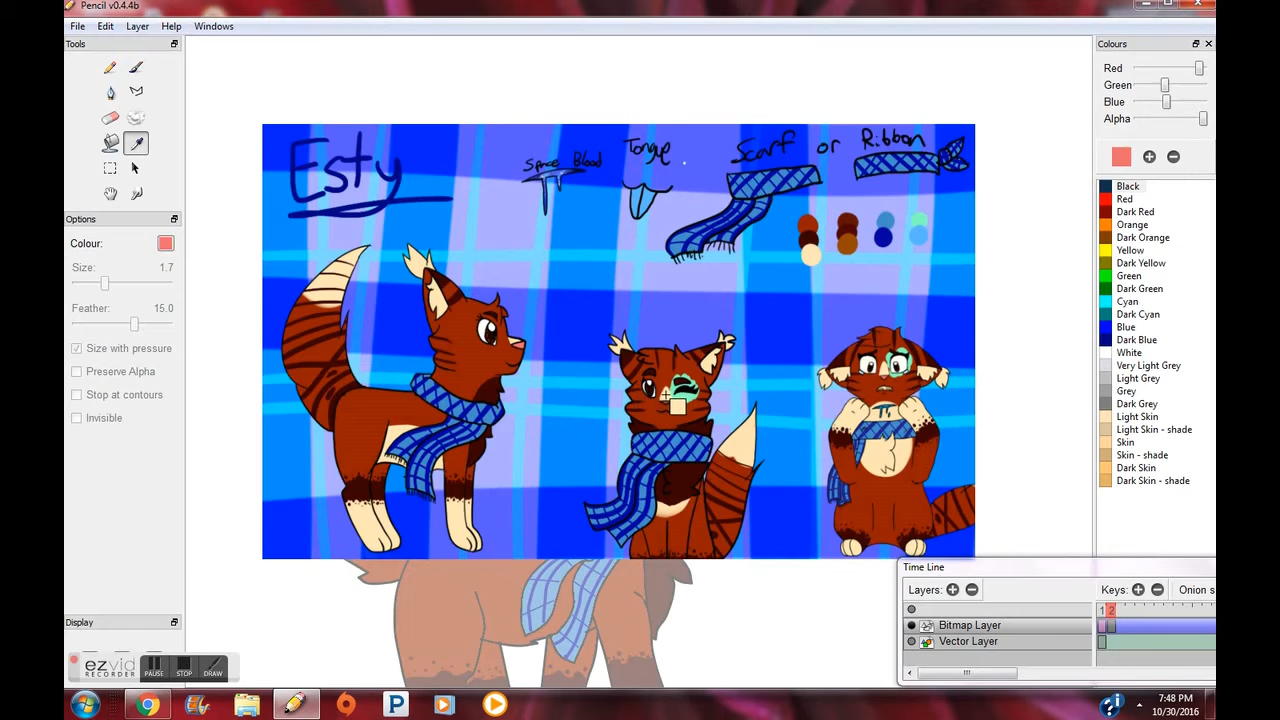 Pencil v0.4.4b
File Edit Layer Help Windows
Tools
Options
Colour:
Size: 1.7
Feather: 15.0
Size with pressure
Preserve Alpha
Stop at contours
Invisible
Display
ezvid
RECORDER
PAUSE STOP DRAW
Esty
Space Blood
Tongue
Scarf or Ribbon
Colours
Red
Green
Blue
Alpha
Black
Red
Dark Red
Orange
Dark Orange
Yellow
Dark Yellow
Green
Dark Green
Cyan
Dark Cyan
Blue
Dark Blue
White
Very Light Grey
Light Grey
Grey
Dark Grey
Light Skin
Light Skin - shade
Skin
Skin - shade
Dark Skin
Dark Skin - shade
Time Line
Layers: Keys: Onion s
1 2
Bitmap Layer
Vector Layer
P
7:48 PM
10/30/2016